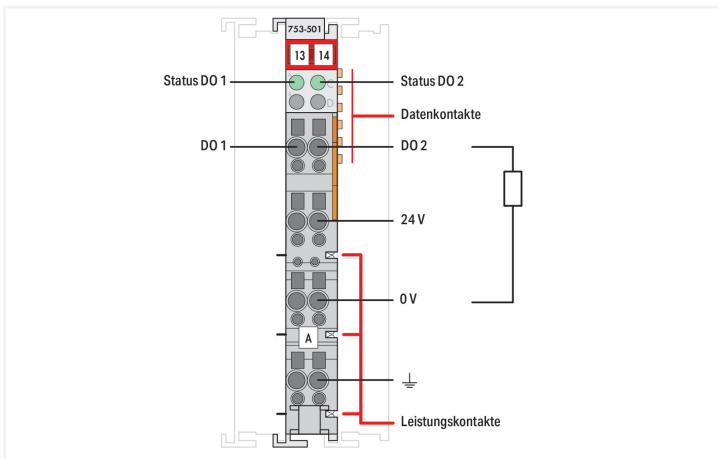 753-501
13 14
Status DO 1
Status DO 2
C
D
Datenkontakte
DO 1
DO 2
24 V
0 V
A
Leistungskontakte